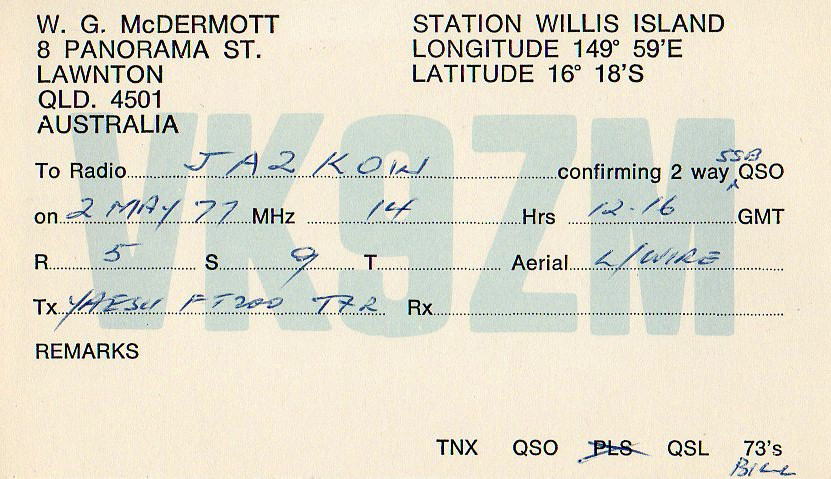 W. G. McDERMOTT
8 PANORAMA ST.
LAWNTON
QLD. 4501
AUSTRALIA
STATION WILLIS ISLAND
LONGITUDE 149° 59'E
LATITUDE 16° 18'S
VK9ZM
To Radio JA2KOW confirming 2 way SSB QSO
on 2 MAY 77 MHz 14 Hrs 12.16 GMT
R 5 S 9 T Aerial L/WIRE
Tx YAESU FT200 T7R Rx
REMARKS
TNX QSO PLS QSL 73's
BILL